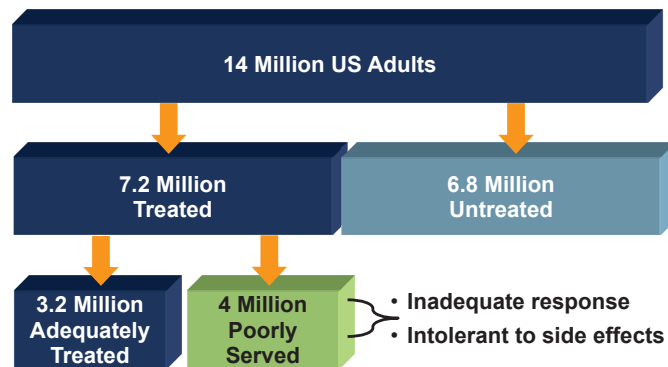 14 Million US Adults
7.2 Million
Treated
6.8 Million
Untreated
3.2 Million
Adequately
Treated
4 Million
Poorly
Served
• Inadequate response
• Intolerant to side effects